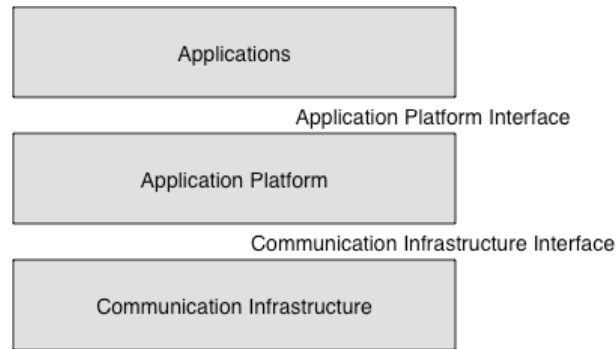 Applications
Application Platform Interface
Application Platform
Communication Infrastructure Interface
Communication Infrastructure